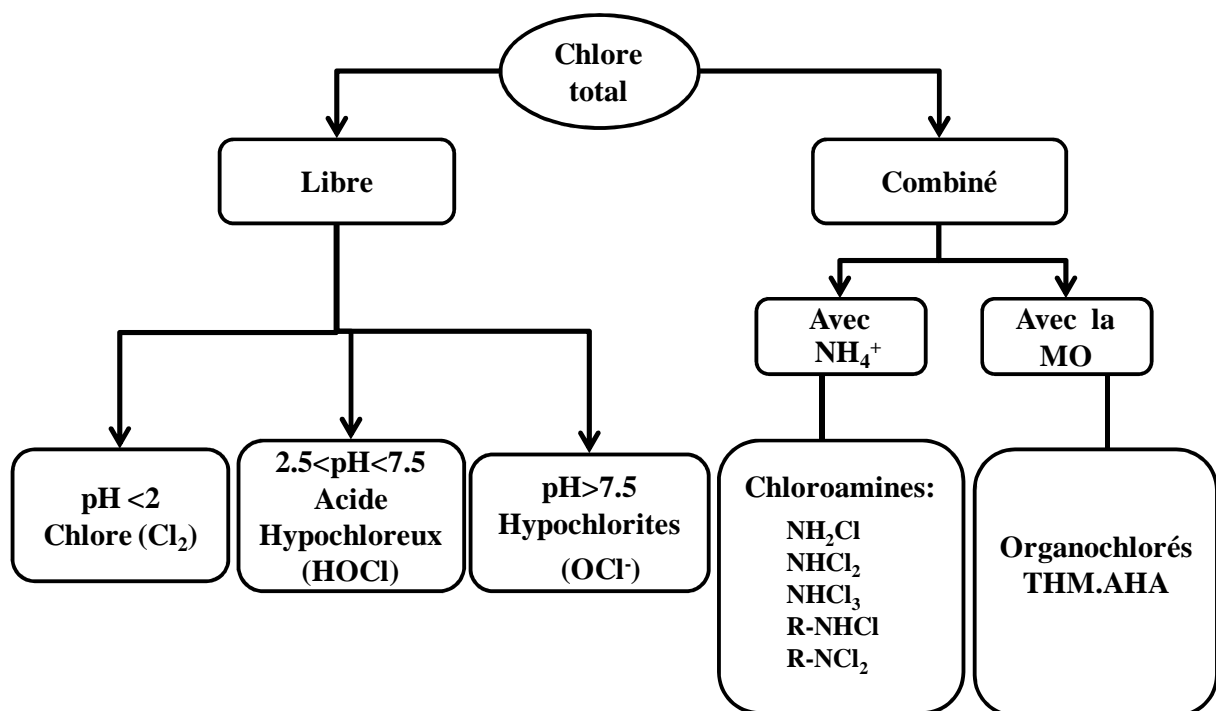 Chlore
total
Libre
Combiné
Avec
NH₄⁺
Avec la
MO
pH <2
Chlore (Cl₂)
2.5<pH<7.5
Acide
Hypochloreux
(HOCl)
pH>7.5
Hypochlorites
(OCl⁻)
Chloroamines:
NH₂Cl
NHCl₂
NHCl₃
R-NHCl
R-NCl₂
Organochlorés
THM.AHA